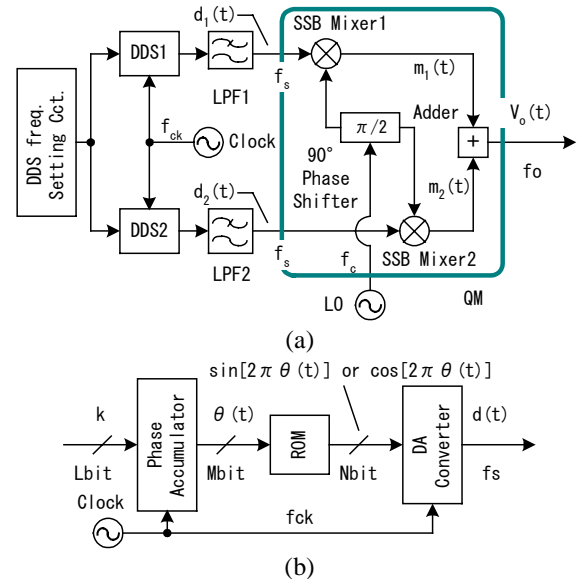 d₁(t)
SSB Mixer1
DDS1
LPF1
fₛ
m₁(t)
DDS freq.
Setting Cct.
f_ck
Clock
π/2
Adder
Vₒ(t)
+
fo
90°
Phase
Shifter
d₂(t)
m₂(t)
DDS2
LPF2
fₛ
f_c
SSB Mixer2
LO
QM
(a)
sin[2π θ(t)] or cos[2π θ(t)]
k
Lbit
Phase
Accumulator
θ(t)
Mbit
ROM
Nbit
DA
Converter
d(t)
fs
Clock
fck
(b)